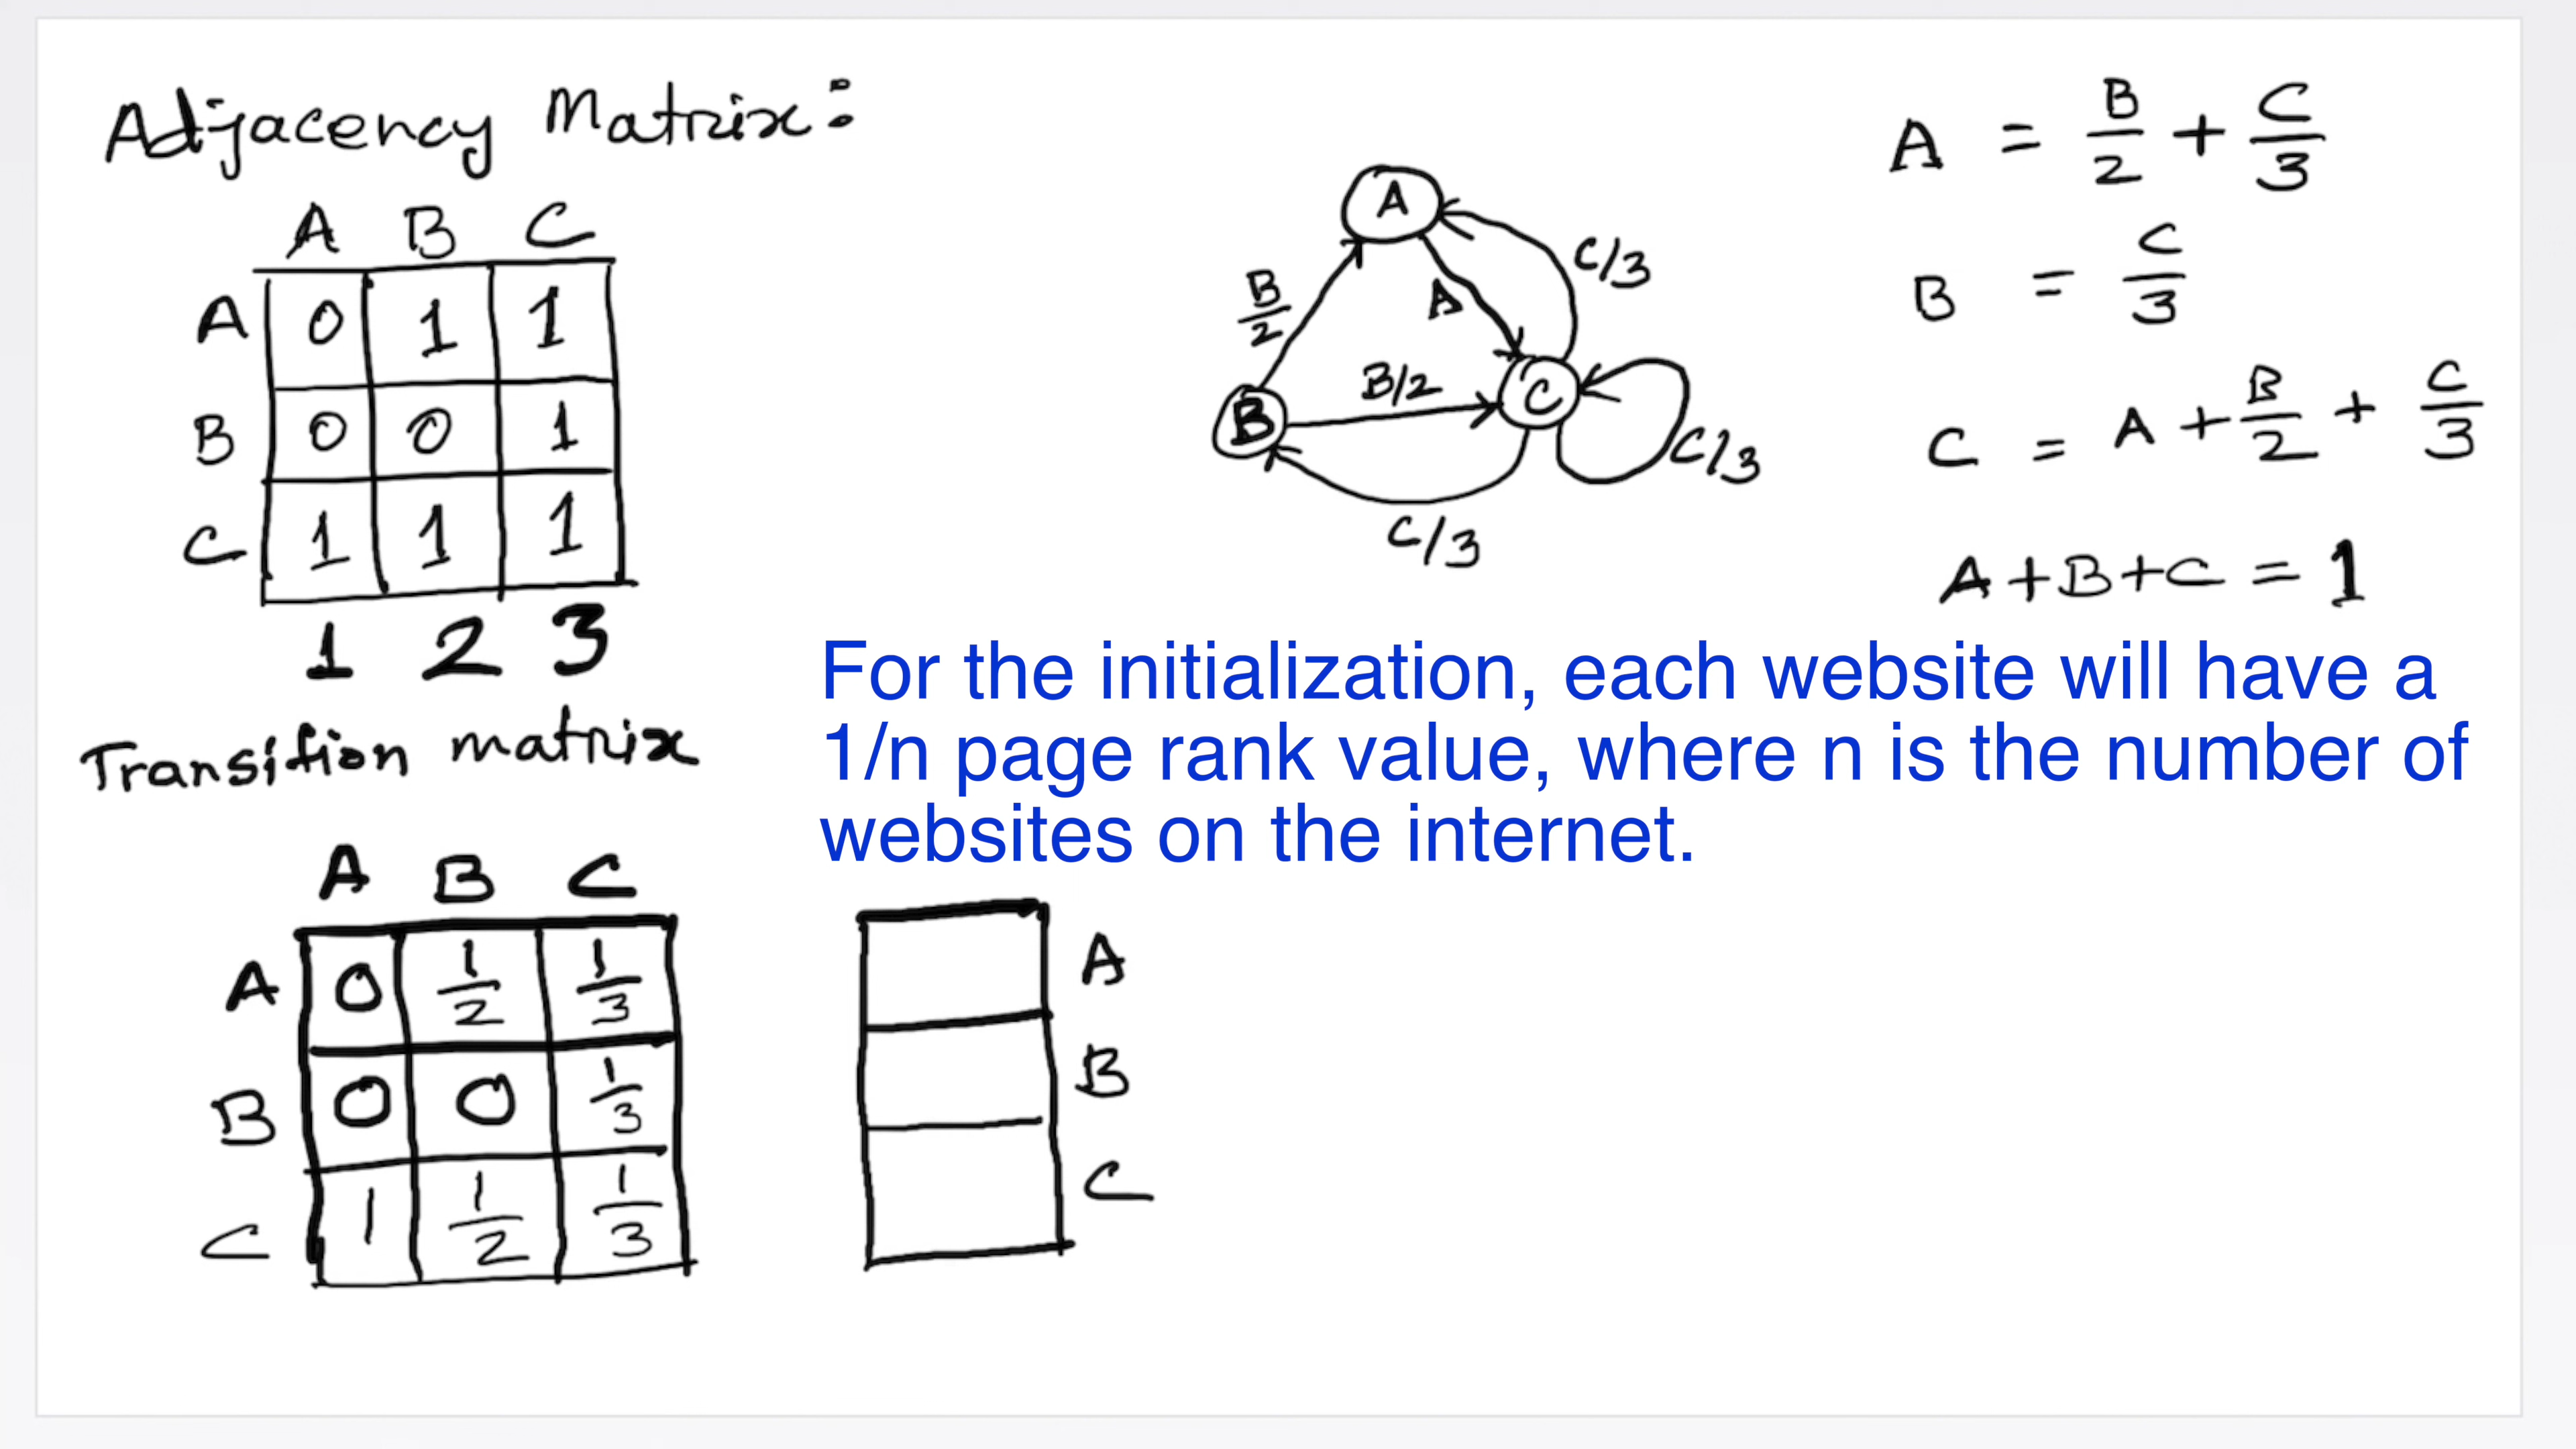 Adjacency Matrix:
A B C
A 0 1 1
B 0 0 1
C 1 1 1
1 2 3
A
B
C
B/2
A
C/3
B/2
C/3
C/3
A = B/2 + C/3
B = C/3
C = A + B/2 + C/3
A+B+C = 1
For the initialization, each website will have a
1/n page rank value, where n is the number of
websites on the internet.
Transition matrix
A B C
A 0 1/2 1/3
B 0 0 1/3
C 1 1/2 1/3
A
B
C